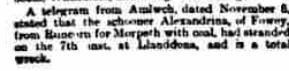 A telegram from Amlwch, dated November 8,
stated that the schooner Alexandrina, of Fowey,
from Runcorn for Morpeth with coal, had stranded
on the 7th inst. at Llanddona, and is a total
wreck.